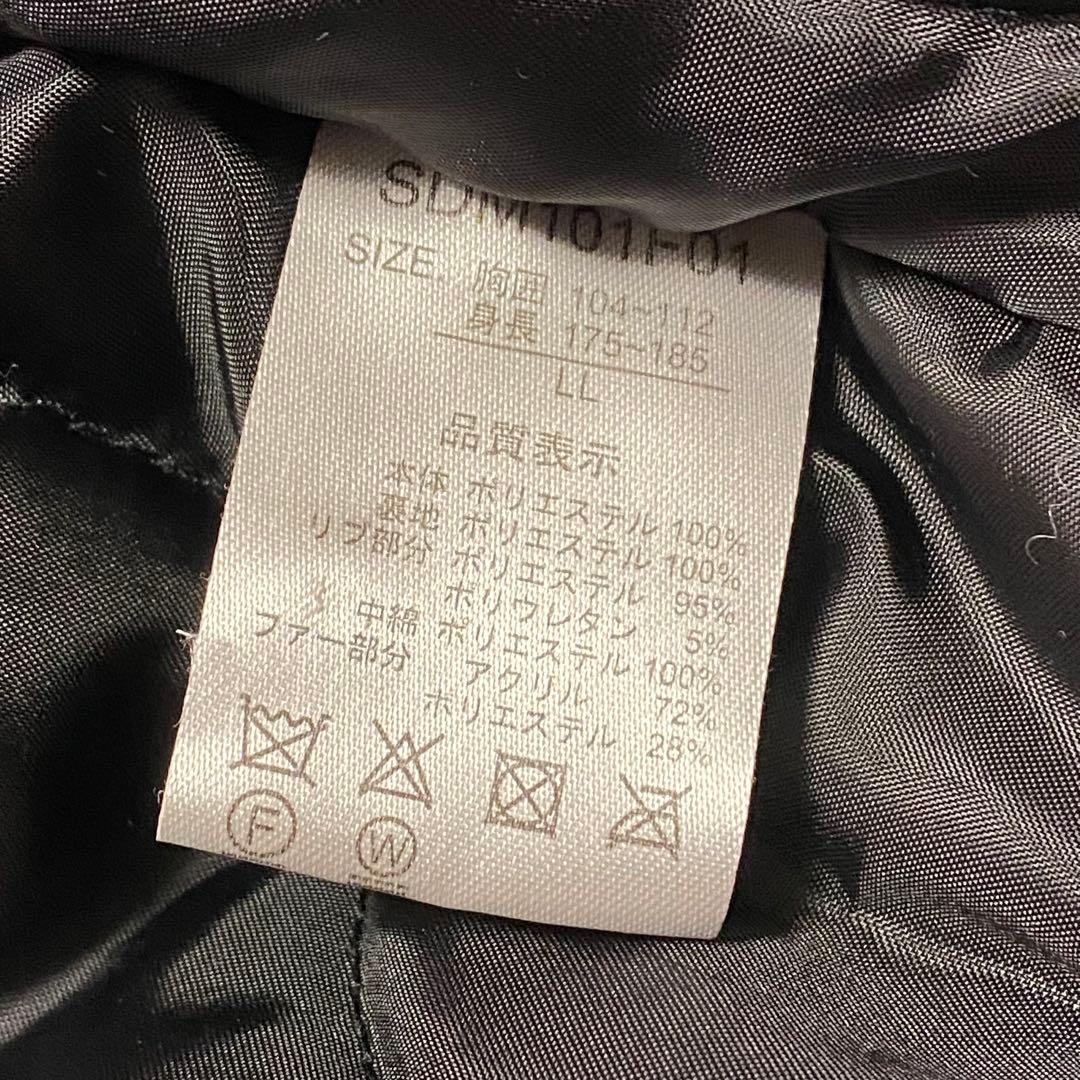 SDM101F01
SIZE. 胸囲 104~112
身長 175~185
LL
品質表示
本体 ポリエステル 100%
裏地 ポリエステル 100%
リブ部分 ポリエステル 95%
ポリウレタン 5%
中綿 ポリエステル 100%
ファー部分 アクリル 72%
ポリエステル 28%
F
W